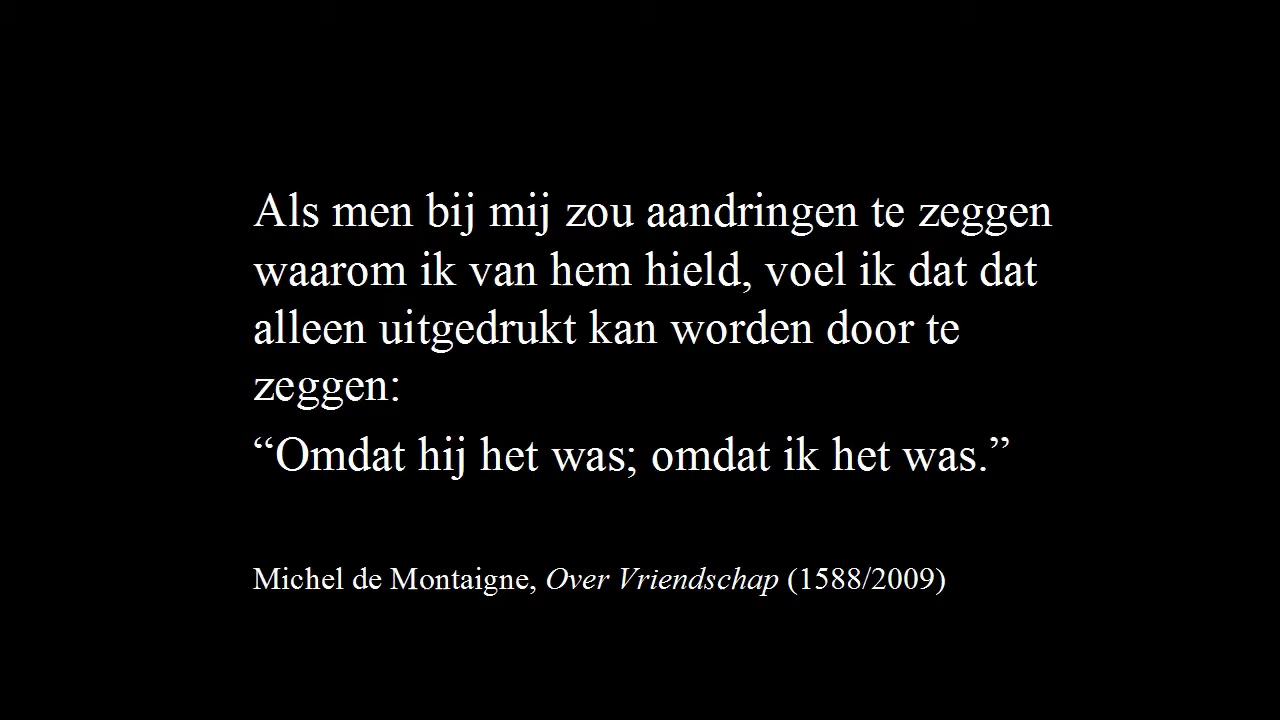 Als men bij mij zou aandringen te zeggen
waarom ik van hem hield, voel ik dat dat
alleen uitgedrukt kan worden door te
zeggen:
“Omdat hij het was; omdat ik het was.”
Michel de Montaigne, Over Vriendschap (1588/2009)